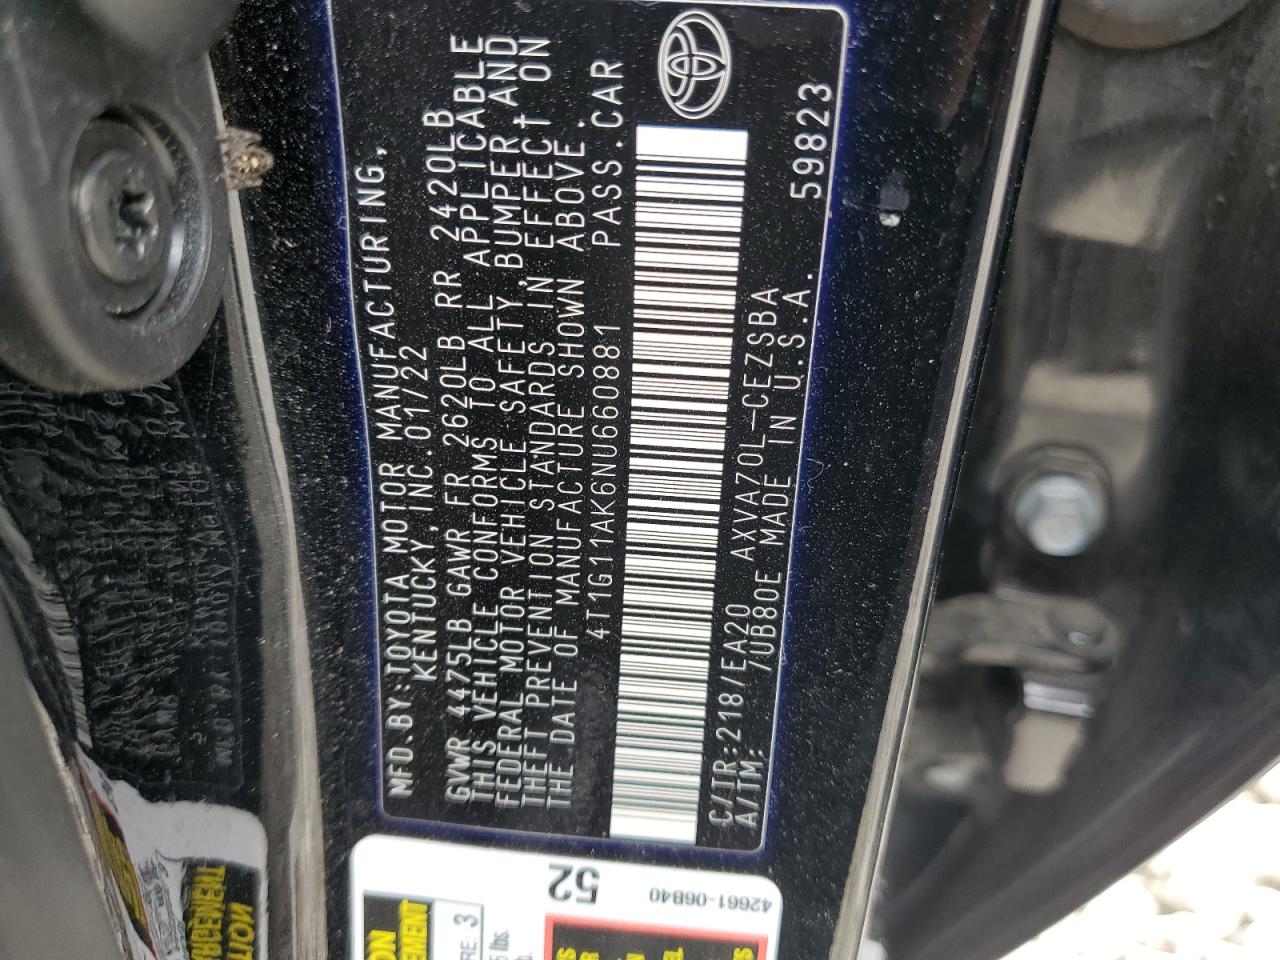 MFD.BY:TOYOTA MOTOR MANUFACTURING,
KENTUCKY, INC.01/22
GVWR 4475LB GAWR FR 2620LB RR 2420LB
THIS VEHICLE CONFORMS TO ALL APPLICABLE
FEDERAL MOTOR VEHICLE SAFETY,BUMPER,AND
THEFT PREVENTION STANDARDS IN EFFECT ON
THE DATE OF MANUFACTURE SHOWN ABOVE.
4T1G11AK6NU660881 PASS.CAR
C/TR:218/EA20 AXVA70L-CEZSBA
A/TM: /UB80E MADE IN U.S.A.
59823
52
42661-06B40
3